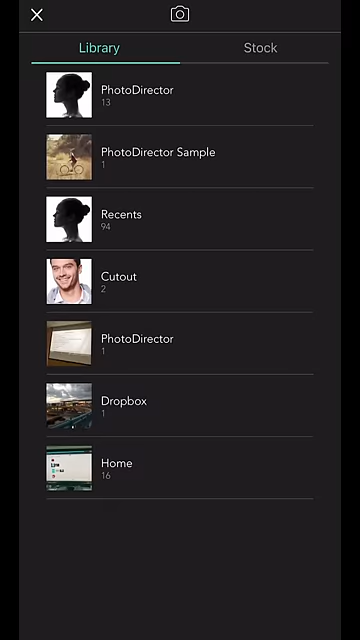 Library
Stock
PhotoDirector
13
PhotoDirector Sample
1
Recents
94
Cutout
2
PhotoDirector
1
Dropbox
1
Home
16